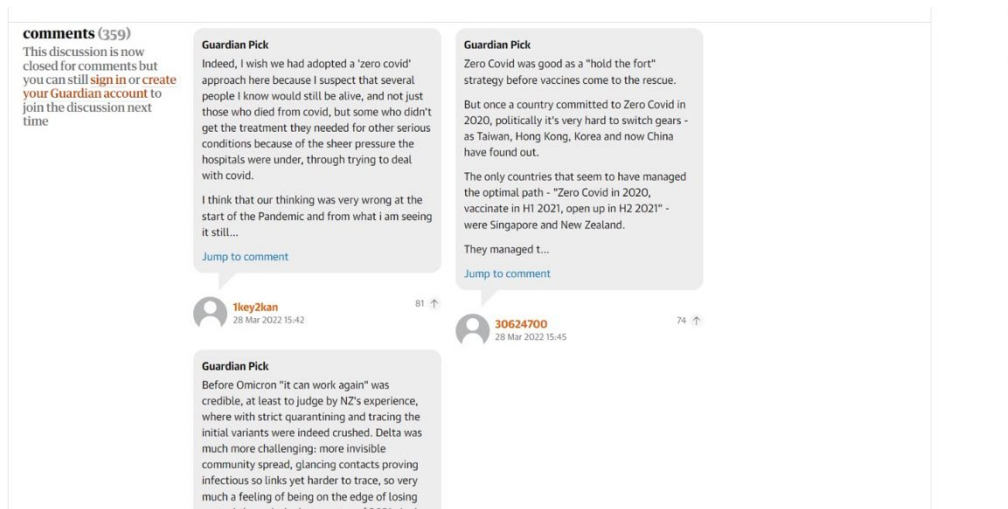 comments (359)
This discussion is now
closed for comments but
you can still sign in or create
your Guardian account to
join the discussion next
time
Guardian Pick
Indeed, I wish we had adopted a 'zero covid'
approach here because I suspect that several
people I know would still be alive, and not just
those who died from covid, but some who didn't
get the treatment they needed for other serious
conditions because of the sheer pressure the
hospitals were under, through trying to deal
with covid.
I think that our thinking was very wrong at the
start of the Pandemic and from what i am seeing
it still...
Jump to comment
1key2kan
81
28 Mar 2022 15:42
Guardian Pick
Zero Covid was good as a "hold the fort"
strategy before vaccines come to the rescue.
But once a country committed to Zero Covid in
2020, politically it's very hard to switch gears -
as Taiwan, Hong Kong, Korea and now China
have found out.
The only countries that seem to have managed
the optimal path - "Zero Covid in 2020,
vaccinate in H1 2021, open up in H2 2021" -
were Singapore and New Zealand.
They managed t...
Jump to comment
30624700
74
28 Mar 2022 15:45
Guardian Pick
Before Omicron "it can work again" was
credible, at least to judge by NZ's experience,
where with strict quarantining and tracing the
initial variants were indeed crushed. Delta was
much more challenging: more invisible
community spread, glancing contacts proving
infectious so links yet harder to trace, so very
much a feeling of being on the edge of losing